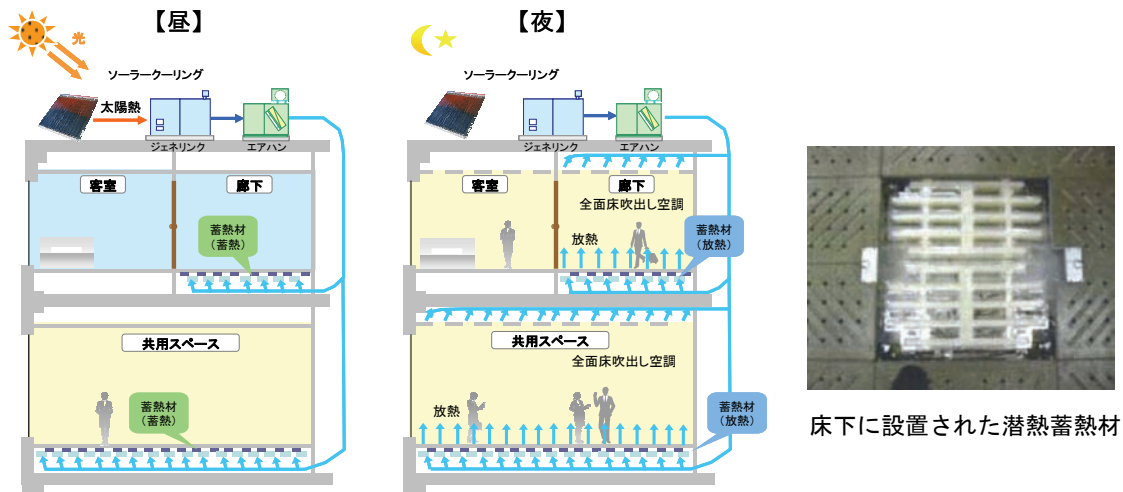 【昼】
光
ソーラークーリング
太陽熱
ジェネリンク
エアハン
客室
廊下
蓄熱材
（蓄熱）
共用スペース
蓄熱材
（蓄熱）
【夜】
ソーラークーリング
ジェネリンク
エアハン
客室
廊下
全面床吹出し空調
放熱
蓄熱材
（放熱）
共用スペース
全面床吹出し空調
放熱
蓄熱材
（放熱）
床下に設置された潜熱蓄熱材